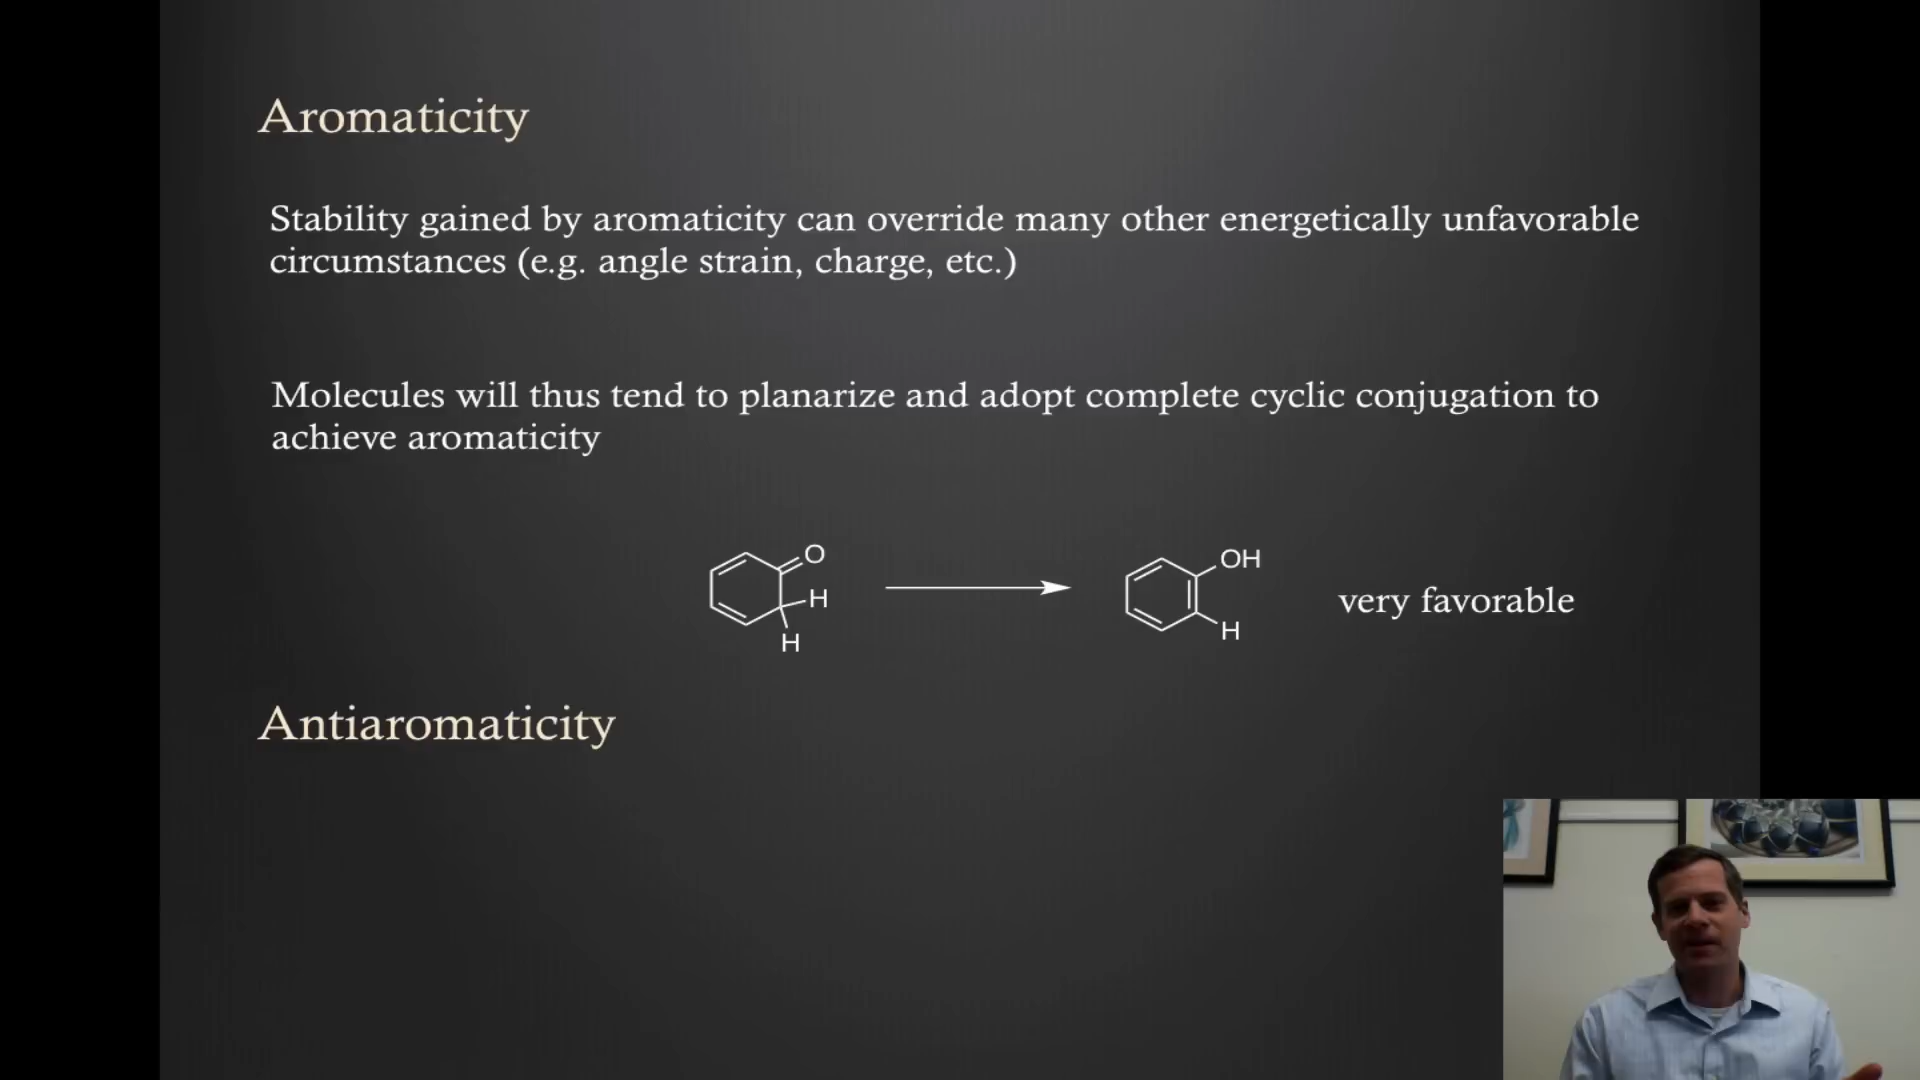 Aromaticity
Stability gained by aromaticity can override many other energetically unfavorable
circumstances (e.g. angle strain, charge, etc.)
Molecules will thus tend to planarize and adopt complete cyclic conjugation to
achieve aromaticity
O
H
H
OH
H
very favorable
Antiaromaticity